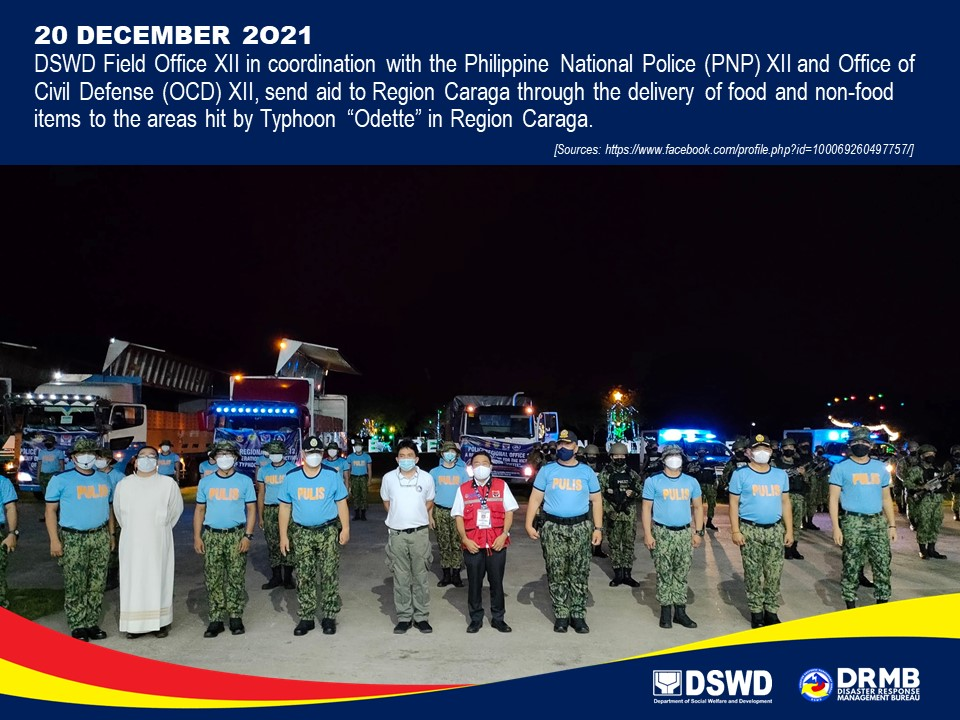 20 DECEMBER 2O21
DSWD Field Office XII in coordination with the Philippine National Police (PNP) XII and Office of
Civil Defense (OCD) XII, send aid to Region Caraga through the delivery of food and non-food
items to the areas hit by Typhoon “Odette” in Region Caraga.
[Sources: https://www.facebook.com/profile.php?id=100069260497757/]
POLICE REGIONAL OFFICE
PULIS
PULIS
PULIS
PULIS
PULIS
PULIS
PULIS
DSWD
Department of Social Welfare and Development
DRMB
DISASTER RESPONSE
MANAGEMENT BUREAU